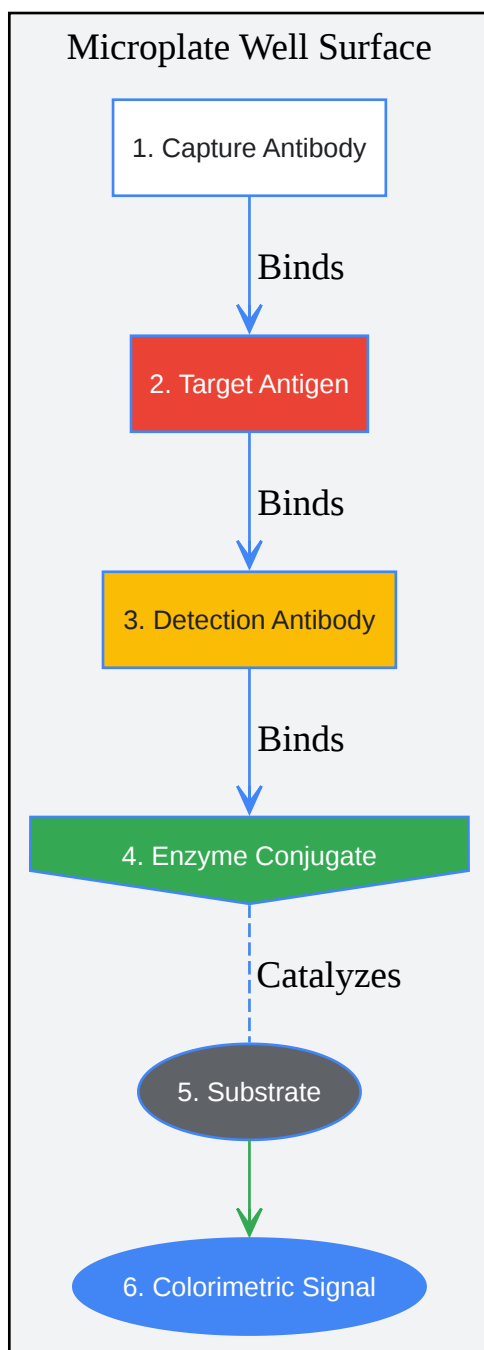 Microplate Well Surface
1. Capture Antibody
Binds
2. Target Antigen
Binds
3. Detection Antibody
Binds
4. Enzyme Conjugate
Catalyzes
5. Substrate
6. Colorimetric Signal